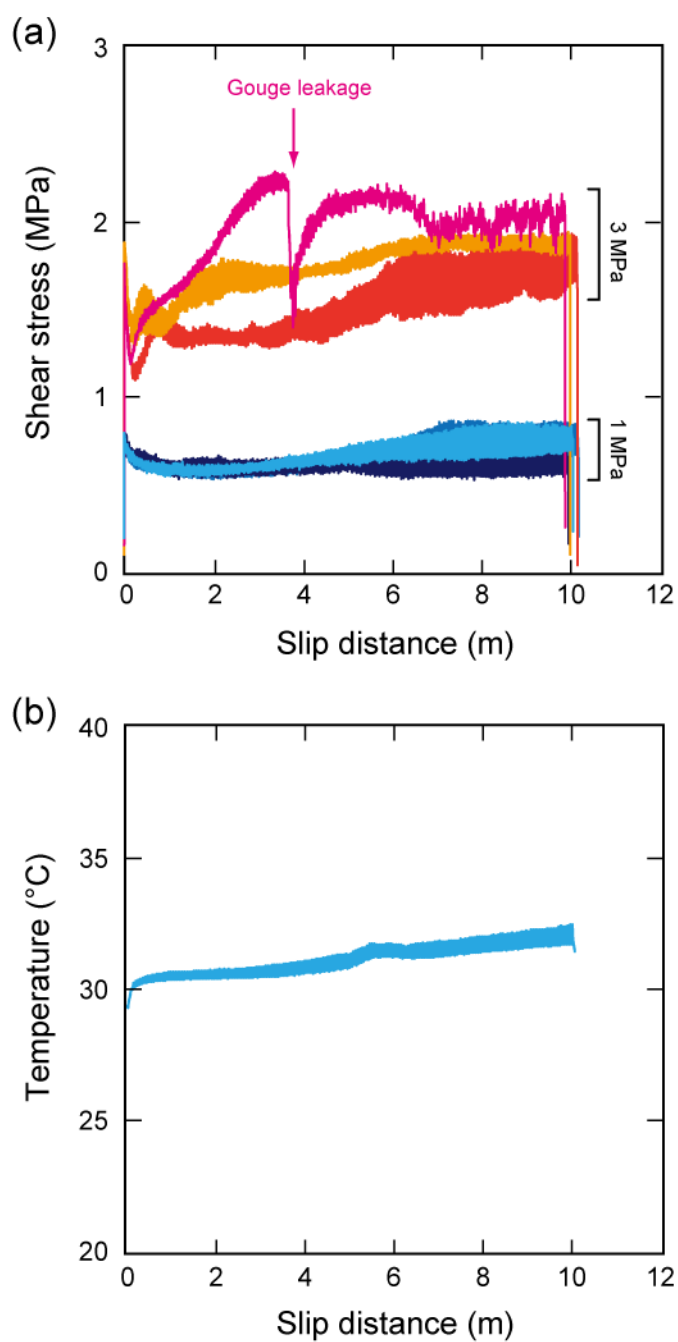 (a)
3
2
1
0
Shear stress (MPa)
Gouge leakage
3 MPa
1 MPa
0 2 4 6 8 10 12
Slip distance (m)
(b)
40
35
30
25
20
Temperature (°C)
0 2 4 6 8 10 12
Slip distance (m)